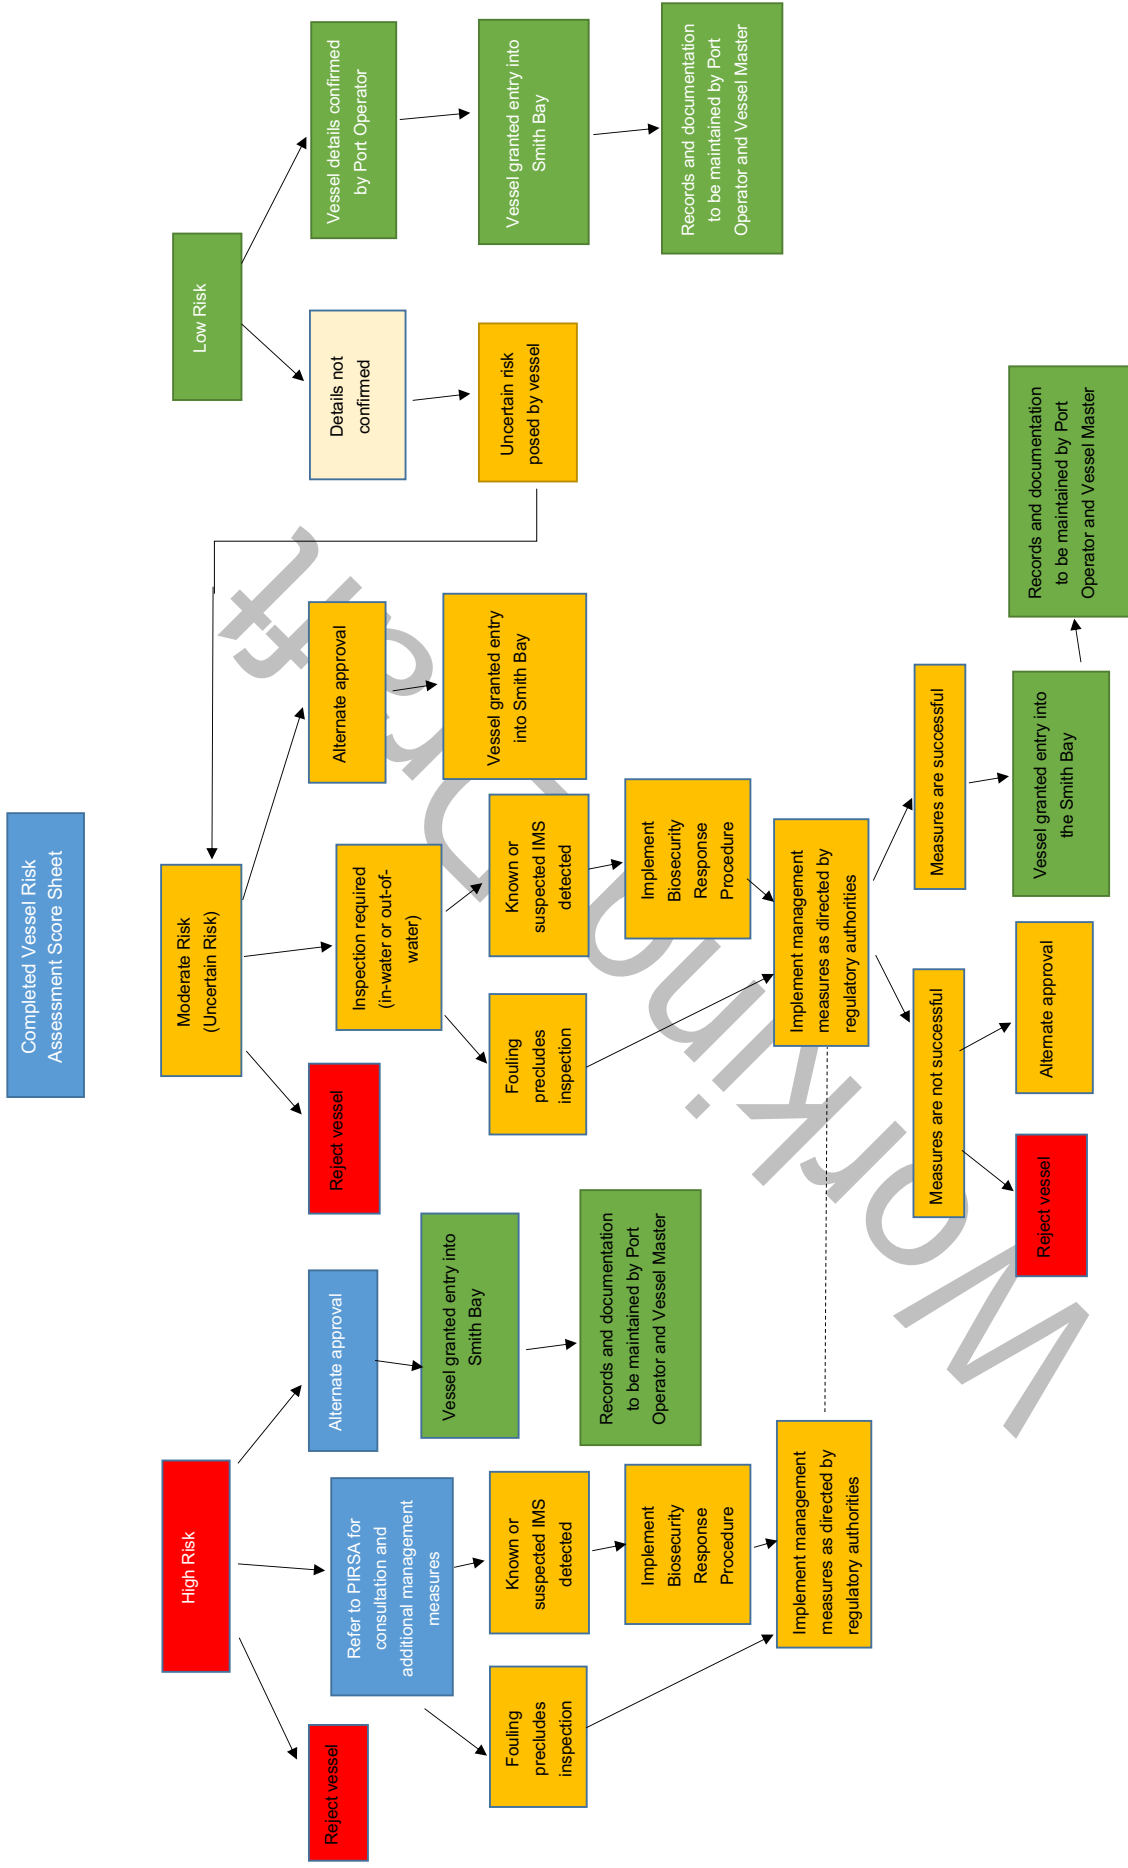 Completed Vessel Risk
Assessment Score Sheet
High Risk
Moderate Risk
(Uncertain Risk)
Low Risk
Reject vessel
Refer to PIRSA for
consultation and
additional management
measures
Alternate approval
Reject vessel
Inspection required
(in-water or out-of-
water)
Alternate approval
Details not
confirmed
Vessel details confirmed
by Port Operator
Vessel granted entry into
Smith Bay
Vessel granted entry
into Smith Bay
Uncertain risk
posed by vessel
Vessel granted entry into
Smith Bay
Fouling
precludes
inspection
Known or
suspected IMS
detected
Records and documentation
to be maintained by Port
Operator and Vessel Master
Fouling
precludes
inspection
Known or
suspected IMS
detected
Records and documentation
to be maintained by Port
Operator and Vessel Master
Implement
Biosecurity
Response
Procedure
Implement
Biosecurity
Response
Procedure
Implement management
measures as directed by
regulatory authorities
Implement management
measures as directed by
regulatory authorities
Measures are not successful
Measures are successful
Reject vessel
Alternate approval
Vessel granted entry into
the Smith Bay
Records and documentation
to be maintained by Port
Operator and Vessel Master
Working Draft